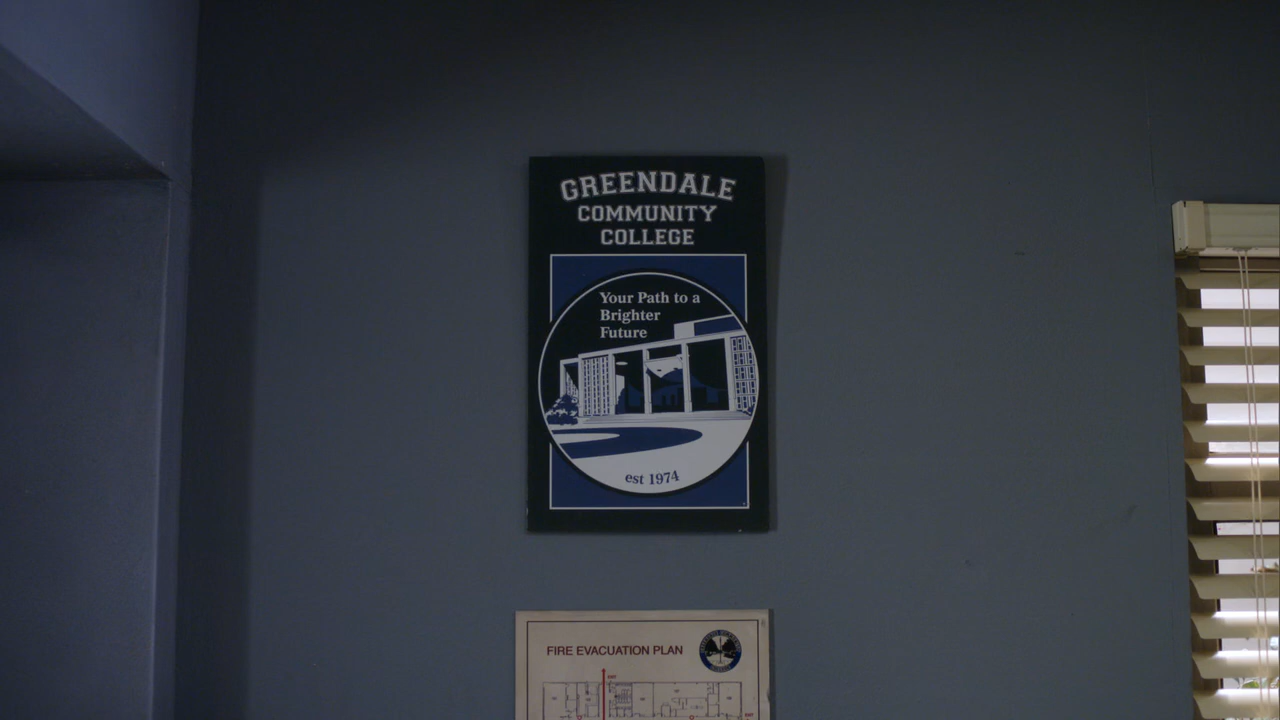 GREENDALE
COMMUNITY
COLLEGE
Your Path to a
Brighter
Future
est 1974
FIRE EVACUATION PLAN